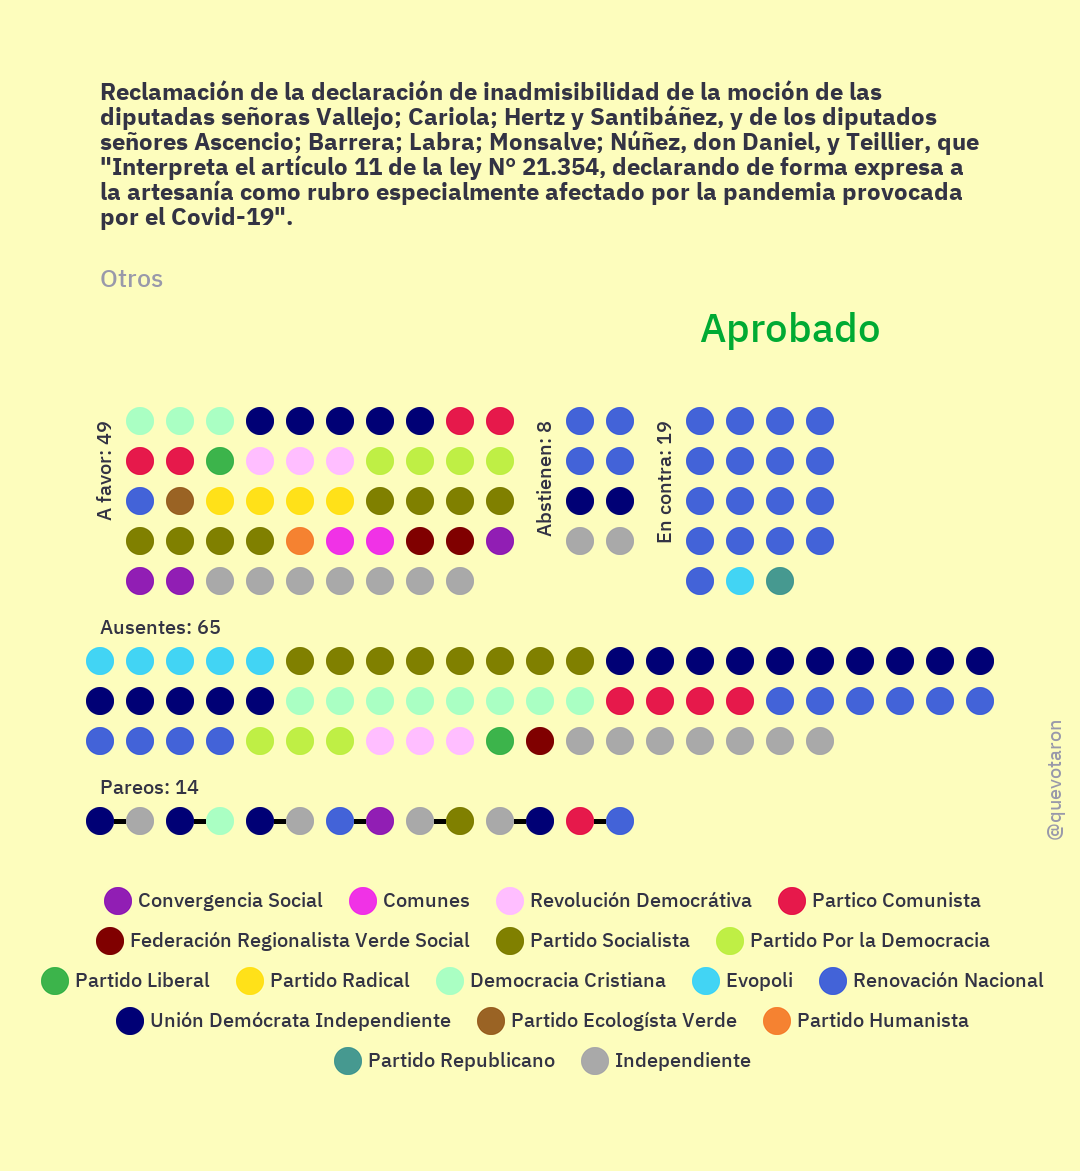 Reclamación de la declaración de inadmisibilidad de la moción de las
diputadas señoras Vallejo; Cariola; Hertz y Santibáñez, y de los diputados
señores Ascencio; Barrera; Labra; Monsalve; Núñez, don Daniel, y Teillier, que
"Interpreta el artículo 11 de la ley N° 21.354, declarando de forma expresa a
la artesanía como rubro especialmente afectado por la pandemia provocada
por el Covid-19".
Otros
Aprobado
A favor: 49
Abstienen: 8
En contra: 19
Ausentes: 65
Pareos: 14
@quevotaron
Convergencia Social Comunes Revolución Democrátiva Partico Comunista
Federación Regionalista Verde Social Partido Socialista Partido Por la Democracia
Partido Liberal Partido Radical Democracia Cristiana Evopoli Renovación Nacional
Unión Demócrata Independiente Partido Ecologísta Verde Partido Humanista
Partido Republicano Independiente